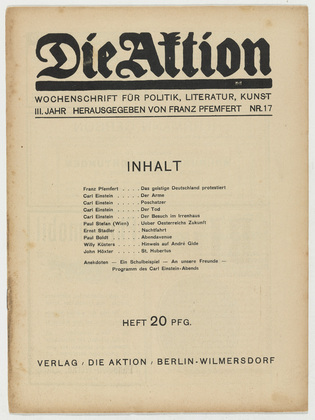 Die Aktion
WOCHENSCHRIFT FÜR POLITIK, LITERATUR, KUNST
III. JAHR HERAUSGEGEBEN VON FRANZ PFEMFERT NR. 17
INHALT
Franz Pfemfert . . . . Das geistige Deutschland protestiert
Carl Einstein . . . . . Der Arme
Carl Einstein . . . . . Poschatzer
Carl Einstein . . . . . Der Tod
Carl Einstein . . . . . Der Besuch im Irrenhaus
Paul Stefan (Wien) . . Ueber Oesterreichs Zukunft
Ernst Stadler . . . . . Nachtfahrt
Paul Boldt . . . . . . Abendavenue
Willy Küsters . . . . Hinweis auf André Gide
John Höxter . . . . . St. Hubertus
Anekdoten — Ein Schulbeispiel — An unsere Freunde —
Programm des Carl Einstein-Abends
HEFT 20 PFG.
VERLAG / DIE AKTION / BERLIN-WILMERSDORF